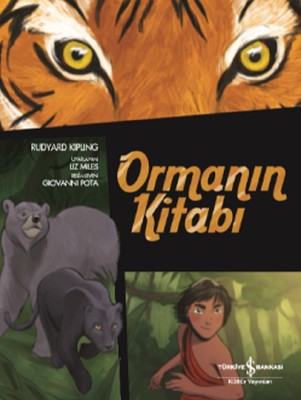 RUDYARD KIPLING
UYARLAYAN
LIZ MILES
RESİMLEYEN
GIOVANNI POTA
Ormanın
Kitabı
TÜRKİYE İŞ BANKASI
Kültür Yayınları